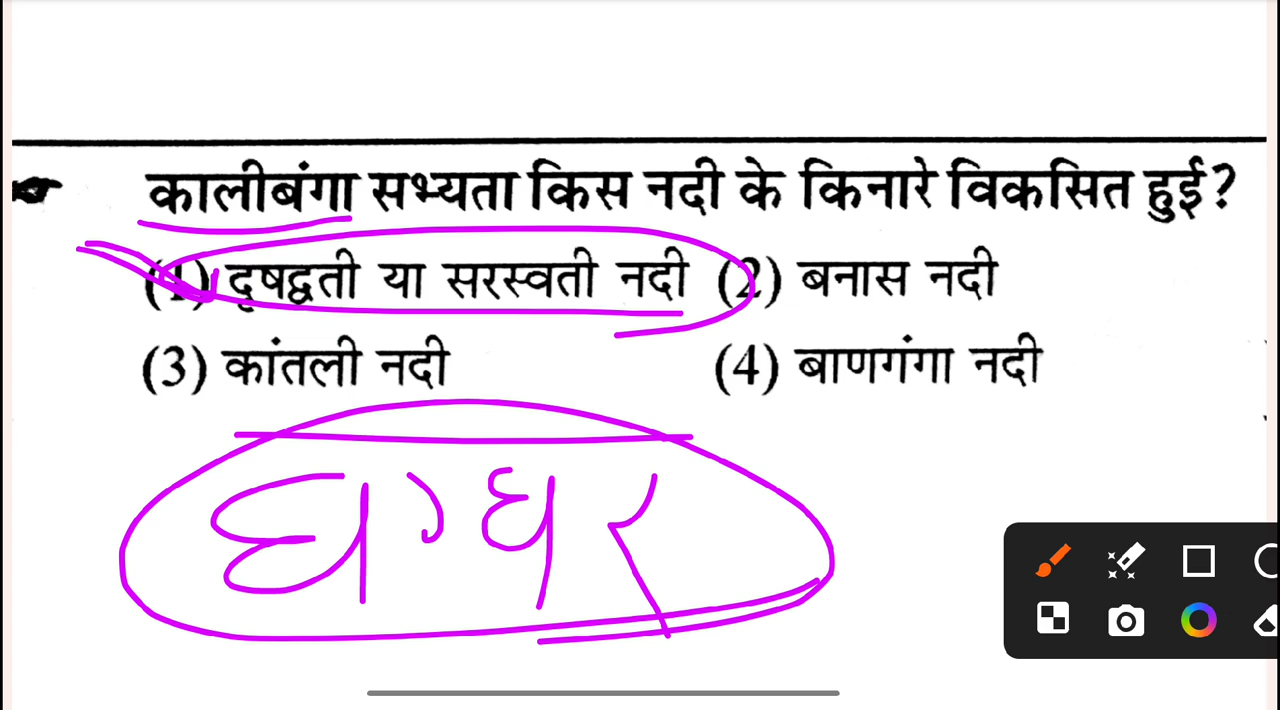 कालीबंगा सभ्यता किस नदी के किनारे विकसित हुई?
(1) दृषद्वती या सरस्वती नदी (2) बनास नदी
(3) कांतली नदी (4) बाणगंगा नदी
घग्घर